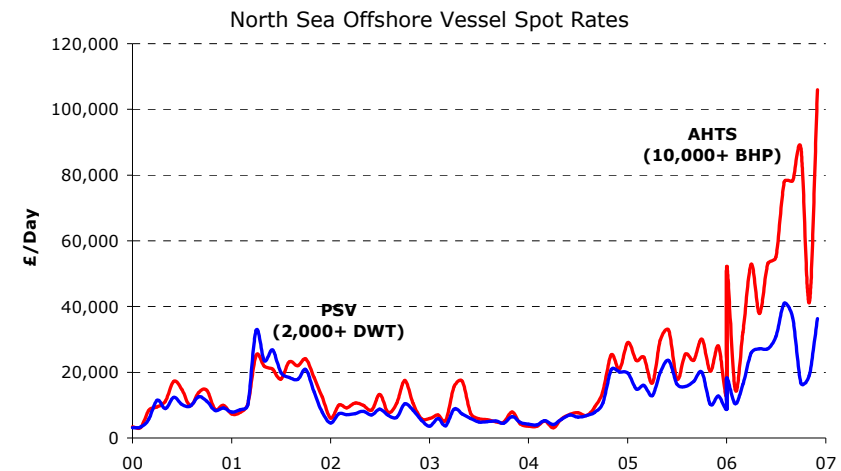 North Sea Offshore Vessel Spot Rates
120,000
100,000
AHTS
(10,000+ BHP)
80,000
£/Day
60,000
40,000
PSV
(2,000+ DWT)
20,000
0
00 01 02 03 04 05 06 07